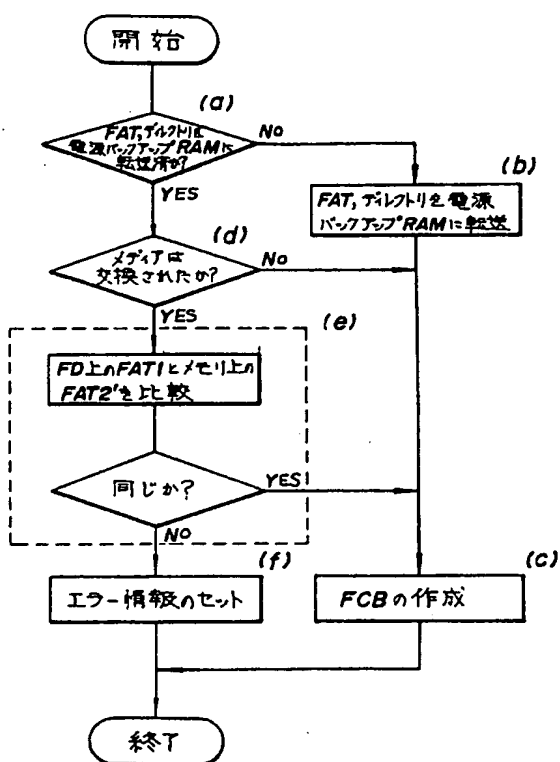 開始
(a)
FAT,ディレクトリは
電源バックアップRAMに
転送済か?
NO
YES
(b)
FAT,ディレクトリを電源
バックアップRAMに転送
(d)
メディアは
交換されたか?
NO
YES
(e)
FD上のFAT1とメモリ上の
FAT2'を比較
同じか?
YES
NO
(f)
エラー情報のセット
(c)
FCBの作成
終了